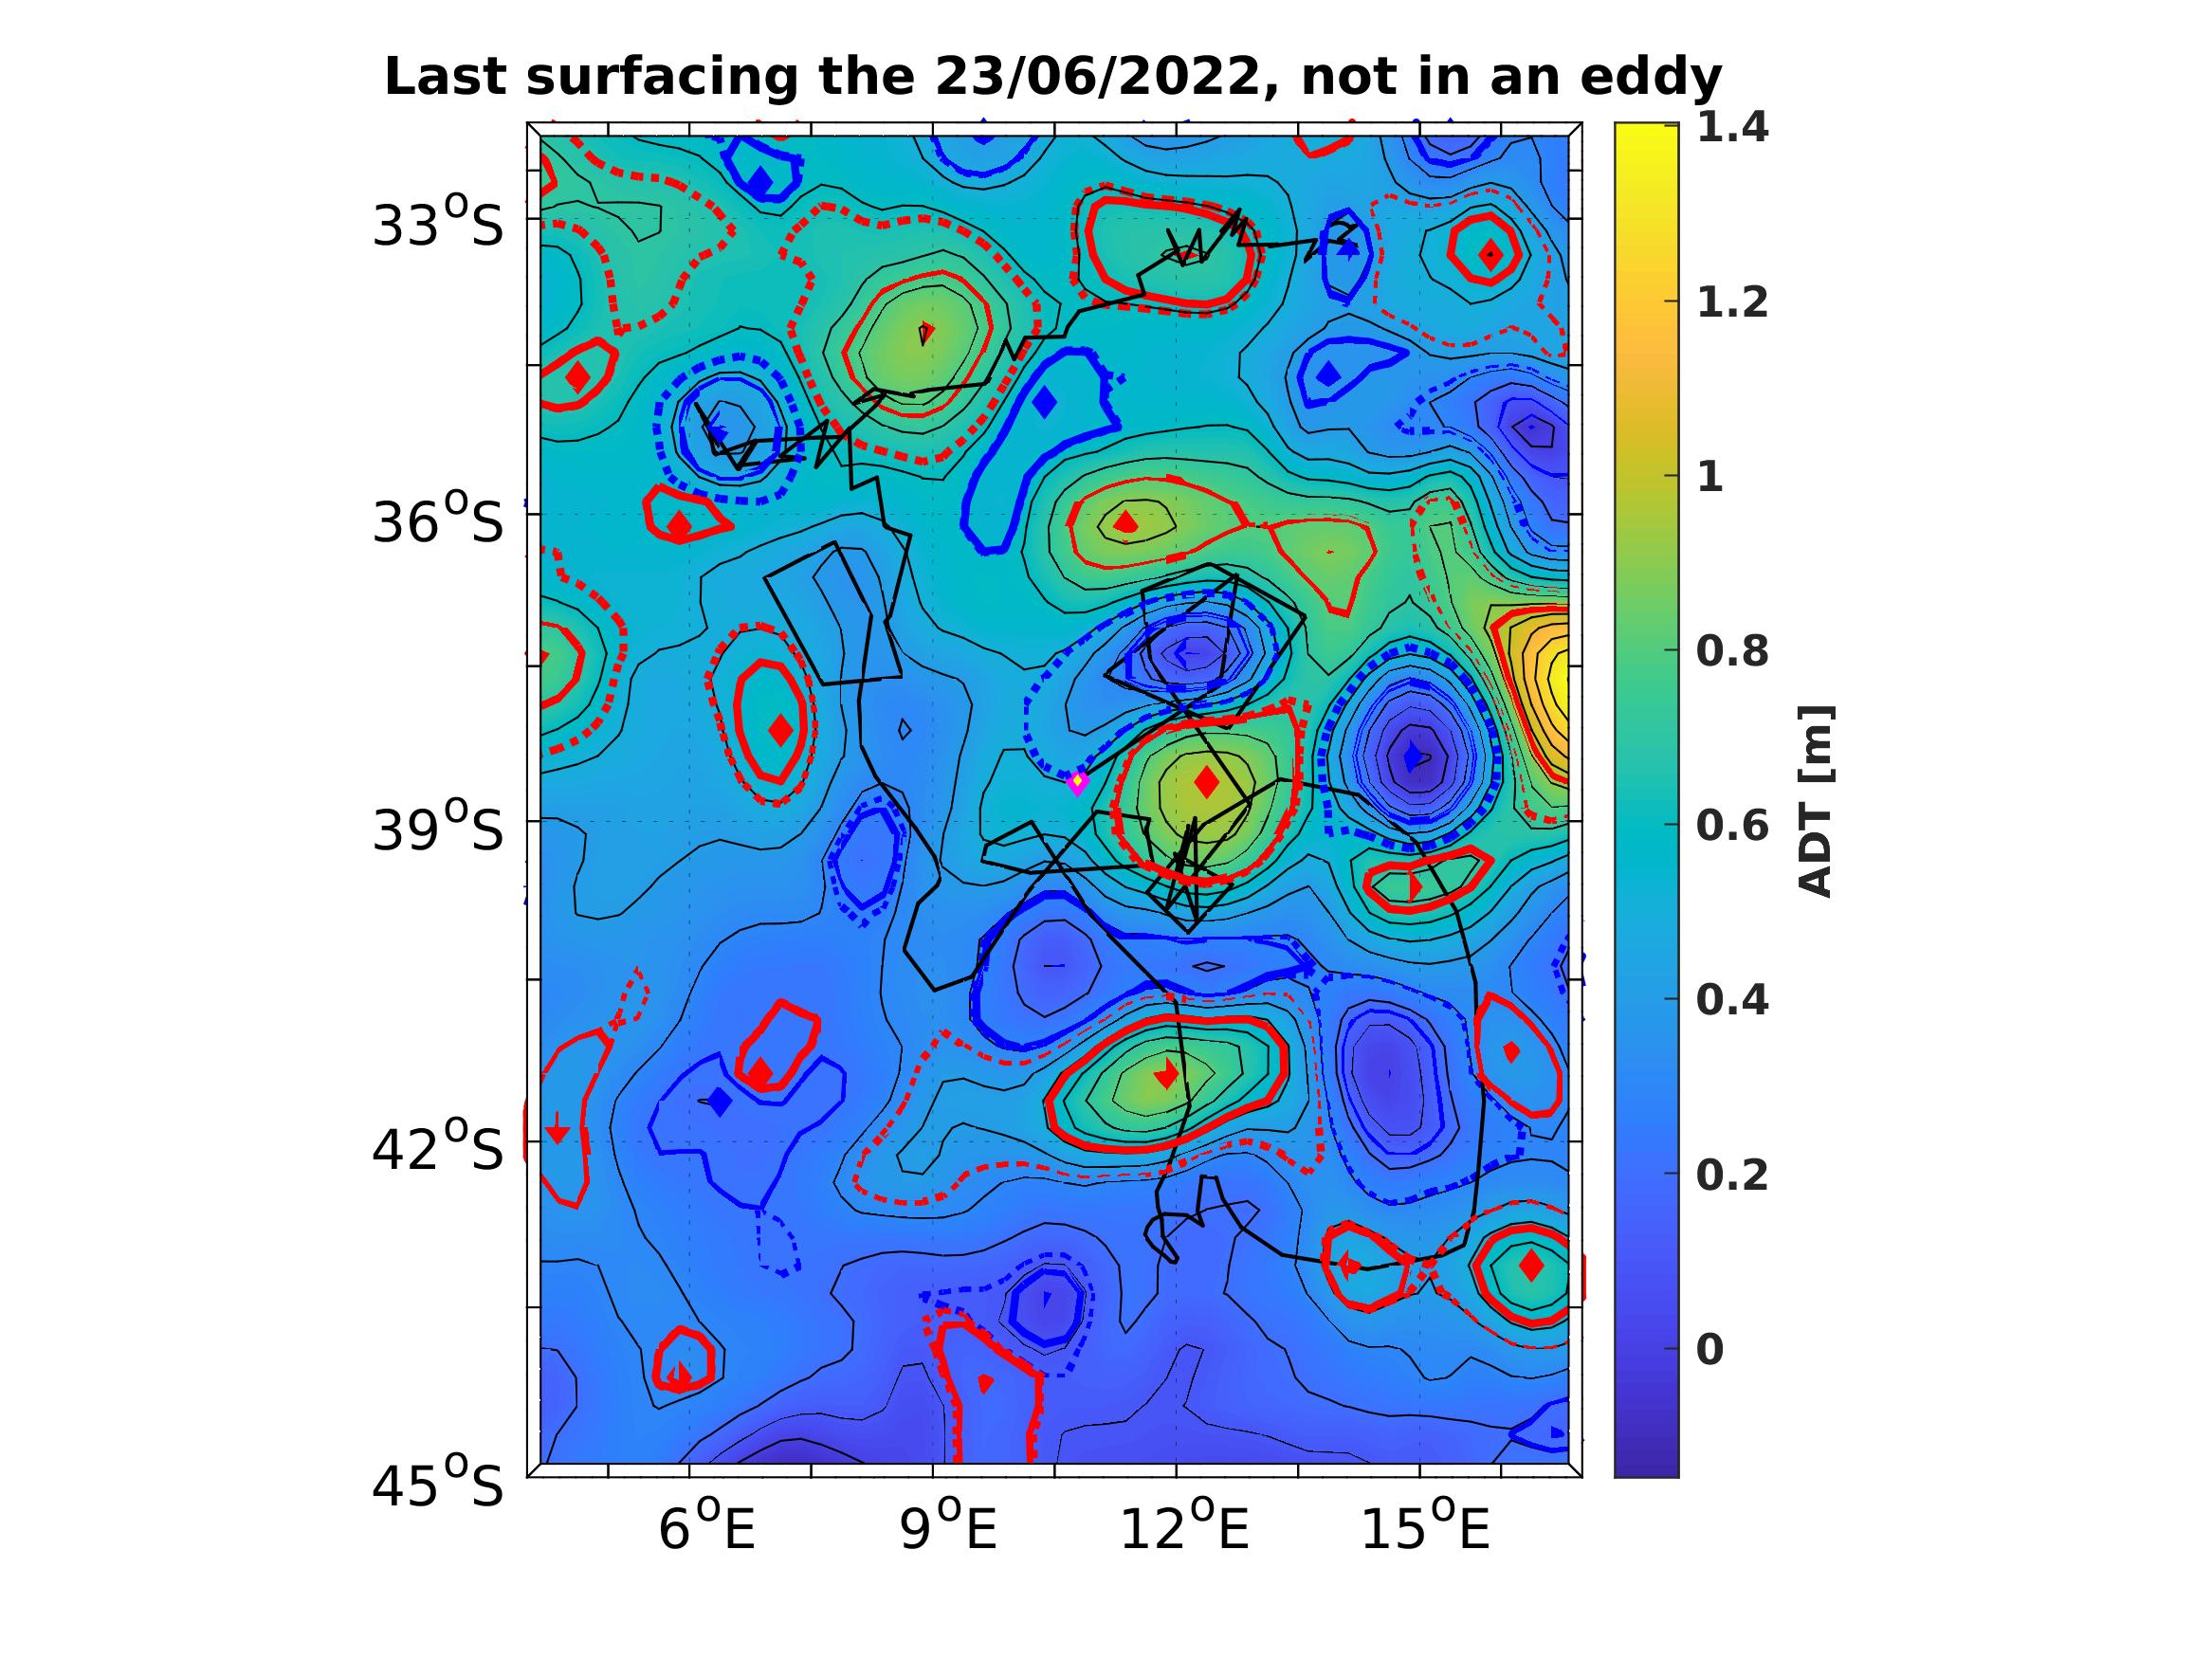 Last surfacing the 23/06/2022, not in an eddy
33°S
36°S
39°S
42°S
45°S
6°E
9°E
12°E
15°E
1.4
1.2
1
0.8
0.6
0.4
0.2
0
ADT [m]